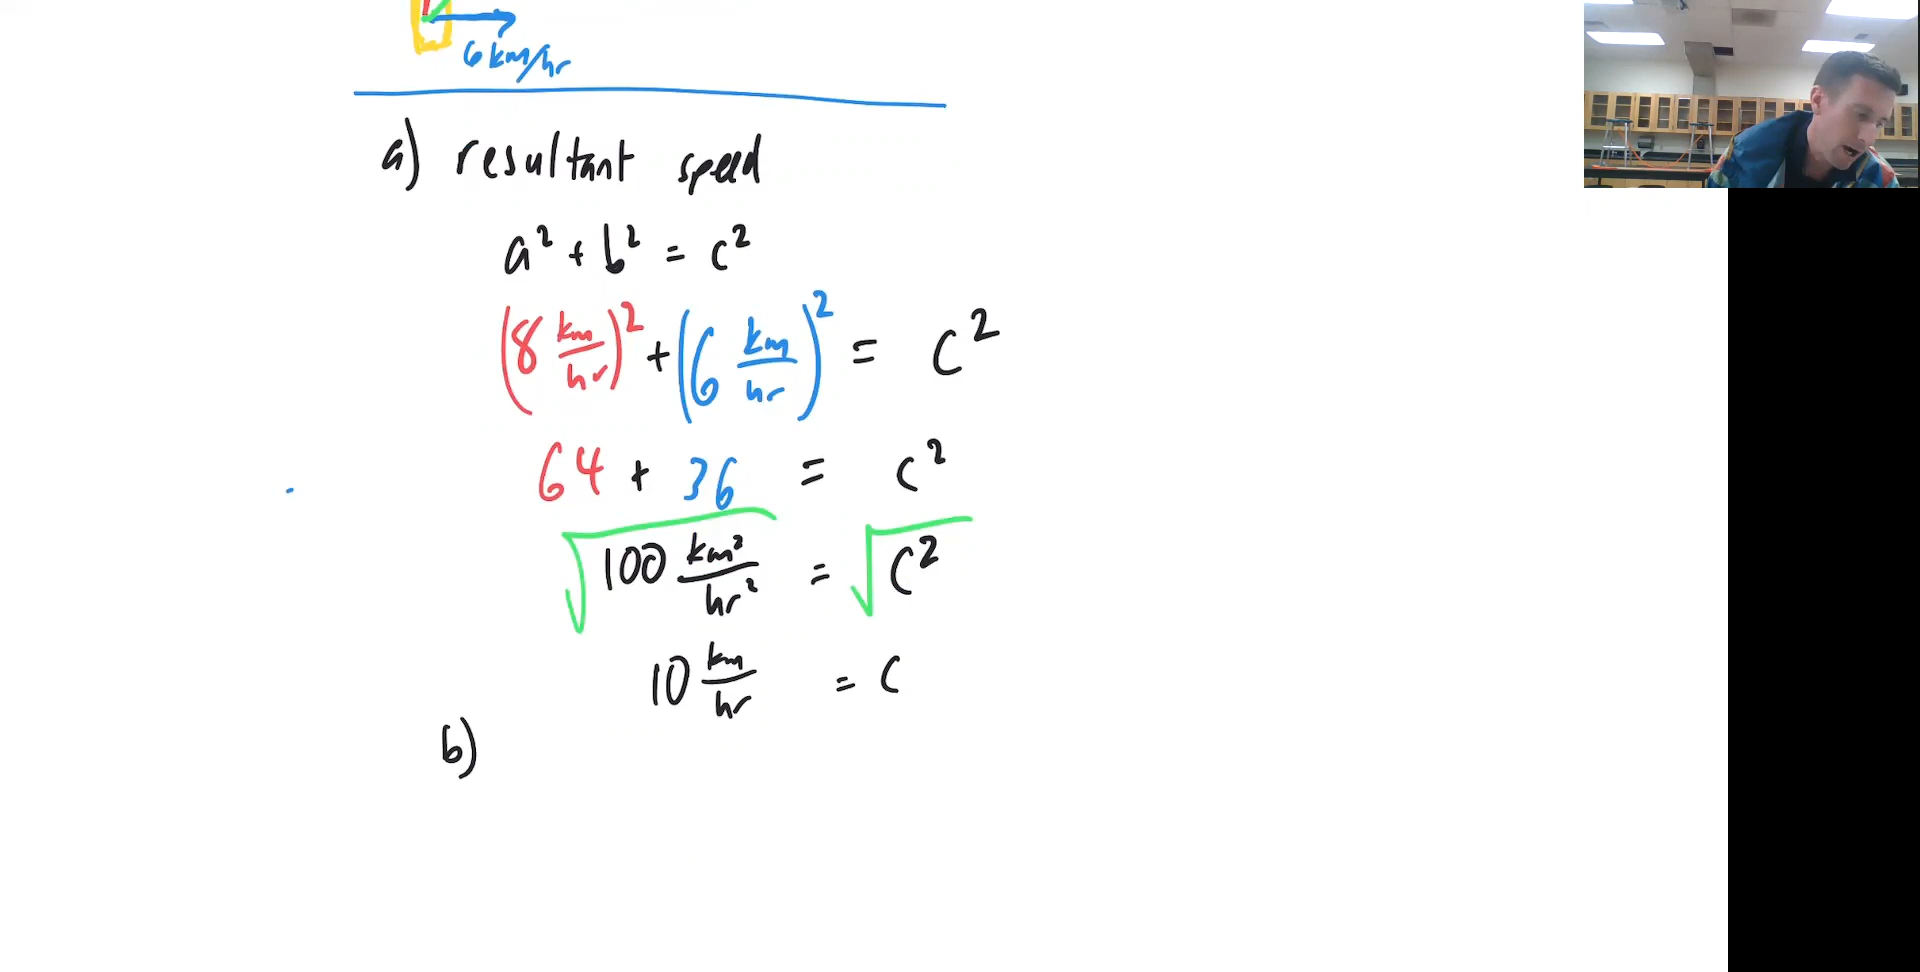 6 km/hr
a) resultant speed
a² + b² = c²
(8 km/hr)² + (6 km/hr)² = c²
64 + 36 = c²
√100 km²/hr² = √c²
10 km/hr = c
b)